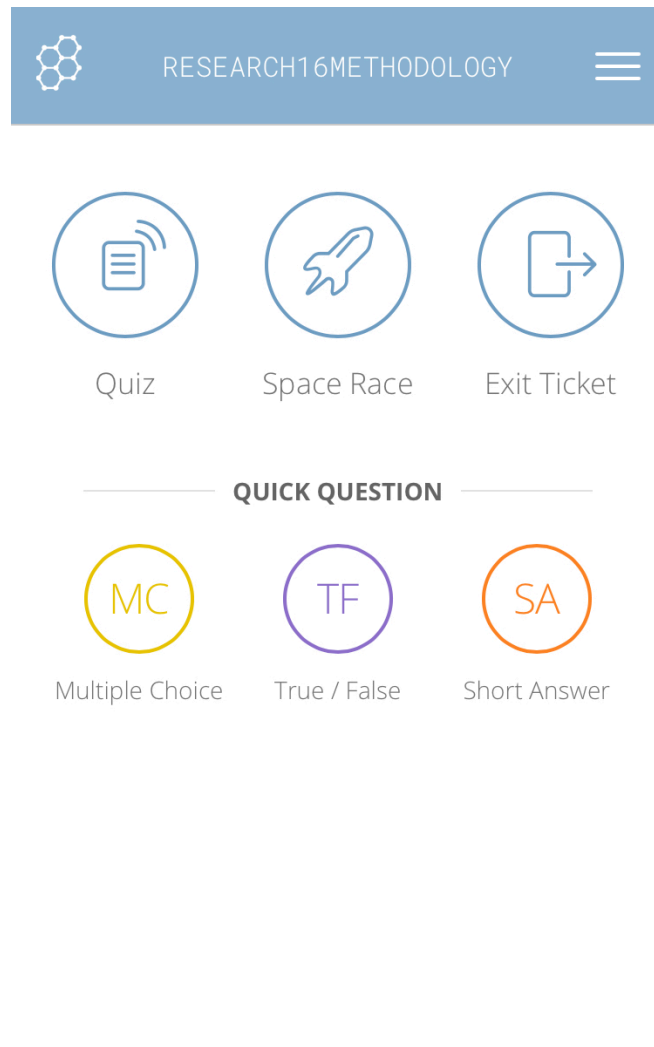 RESEARCH16METHODOLOGY
Quiz Space Race Exit Ticket
QUICK QUESTION
MC TF SA
Multiple Choice True / False Short Answer